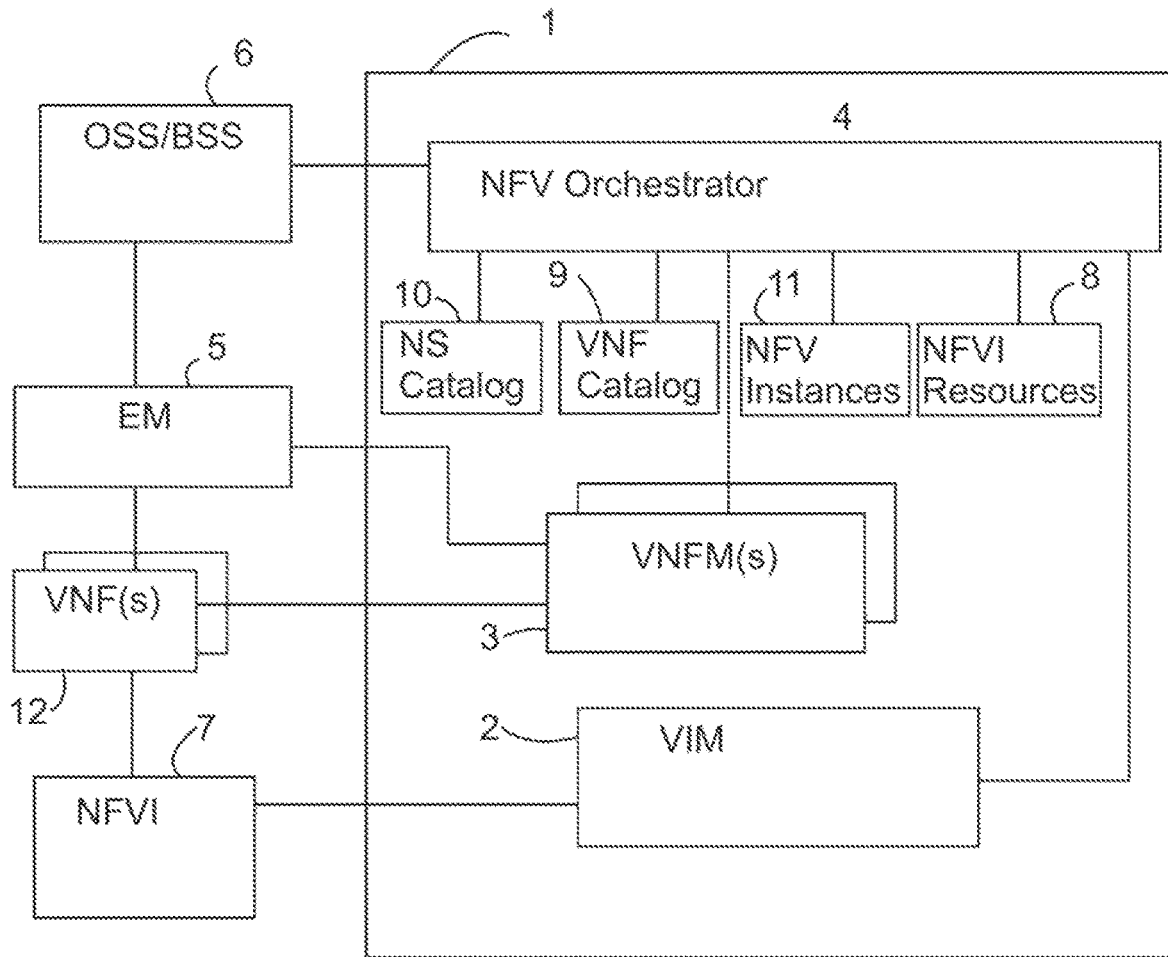 1
6
OSS/BSS
4
NFV Orchestrator
10
NS
Catalog
9
VNF
Catalog
11
NFV
Instances
8
NFVI
Resources
5
EM
VNF(s)
12
VNFM(s)
3
7
NFVI
2
VIM